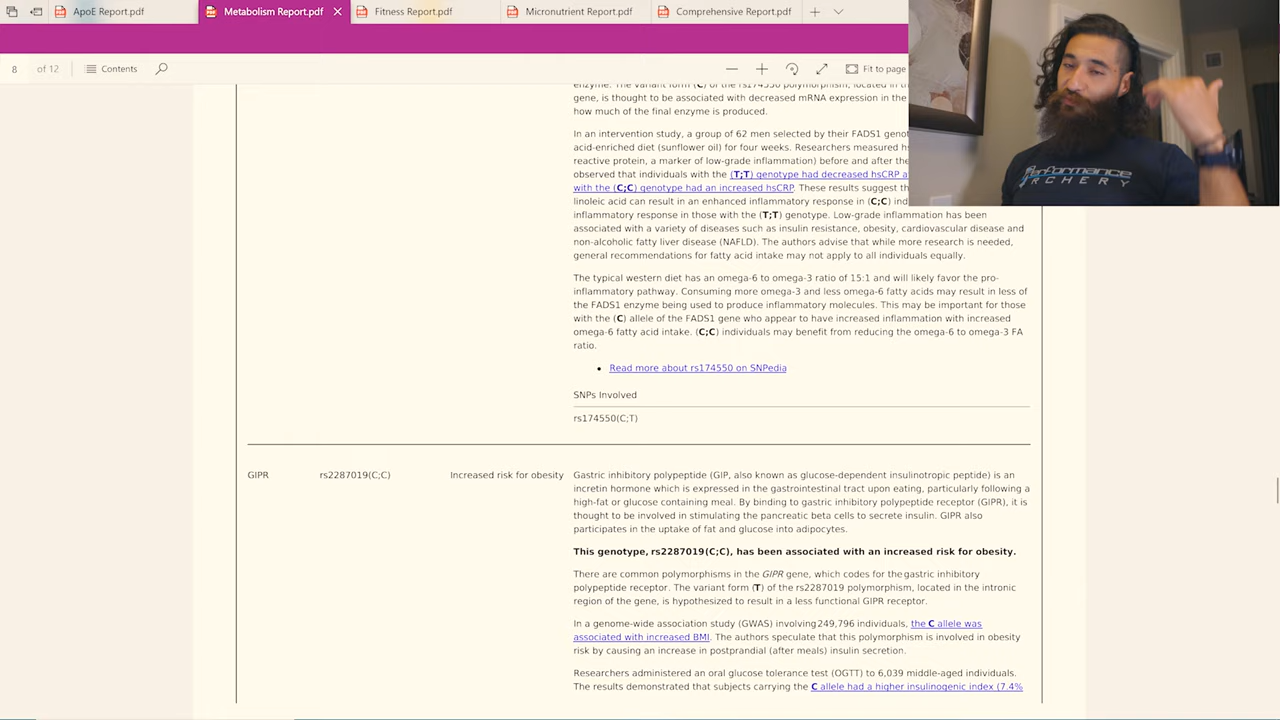 ApoE Report.pdf
Metabolism Report.pdf
Fitness Report.pdf
Micronutrient Report.pdf
Comprehensive Report.pdf
8 of 12
Contents
Fit to page
enzyme. The variant form (C) of the rs174550 polymorphism, located in
gene, is thought to be associated with decreased mRNA expression in the
how much of the final enzyme is produced.
In an intervention study, a group of 62 men selected by their FADS1
acid-enriched diet (sunflower oil) for four weeks. Researchers measured
reactive protein, a marker of low-grade inflammation) before and after the
observed that individuals with the (T;T) genotype had decreased hsCRP
with the (C;C) genotype had an increased hsCRP. These results suggest
linoleic acid can result in an enhanced inflammatory response in (C;C)
inflammatory response in those with the (T;T) genotype. Low-grade inflammation has been
associated with a variety of diseases such as insulin resistance, obesity, cardiovascular disease and
non-alcoholic fatty liver disease (NAFLD). The authors advise that while more research is needed,
general recommendations for fatty acid intake may not apply to all individuals equally.
The typical western diet has an omega-6 to omega-3 ratio of 15:1 and will likely favor the pro-
inflammatory pathway. Consuming more omega-3 and less omega-6 fatty acids may result in less of
the FADS1 enzyme being used to produce inflammatory molecules. This may be important for those
with the (C) allele of the FADS1 gene who appear to have increased inflammation with increased
omega-6 fatty acid intake. (C;C) individuals may benefit from reducing the omega-6 to omega-3 FA
ratio.
• Read more about rs174550 on SNPedia
SNPs Involved
rs174550(C;T)
GIPR rs2287019(C;C) Increased risk for obesity Gastric inhibitory polypeptide (GIP, also known as glucose-dependent insulinotropic peptide) is an
incretin hormone which is expressed in the gastrointestinal tract upon eating, particularly following a
high-fat or glucose containing meal. By binding to gastric inhibitory polypeptide receptor (GIPR), it is
thought to be involved in stimulating the pancreatic beta cells to secrete insulin. GIPR also
participates in the uptake of fat and glucose into adipocytes.
This genotype, rs2287019(C;C), has been associated with an increased risk for obesity.
There are common polymorphisms in the GIPR gene, which codes for the gastric inhibitory
polypeptide receptor. The variant form (T) of the rs2287019 polymorphism, located in the intronic
region of the gene, is hypothesized to result in a less functional GIPR receptor.
In a genome-wide association study (GWAS) involving 249,796 individuals, the C allele was
associated with increased BMI. The authors speculate that this polymorphism is involved in obesity
risk by causing an increase in postprandial (after meals) insulin secretion.
Researchers administered an oral glucose tolerance test (OGTT) to 6,039 middle-aged individuals.
The results demonstrated that subjects carrying the C allele had a higher insulinogenic index (7.4%
Performance
ARCHERY